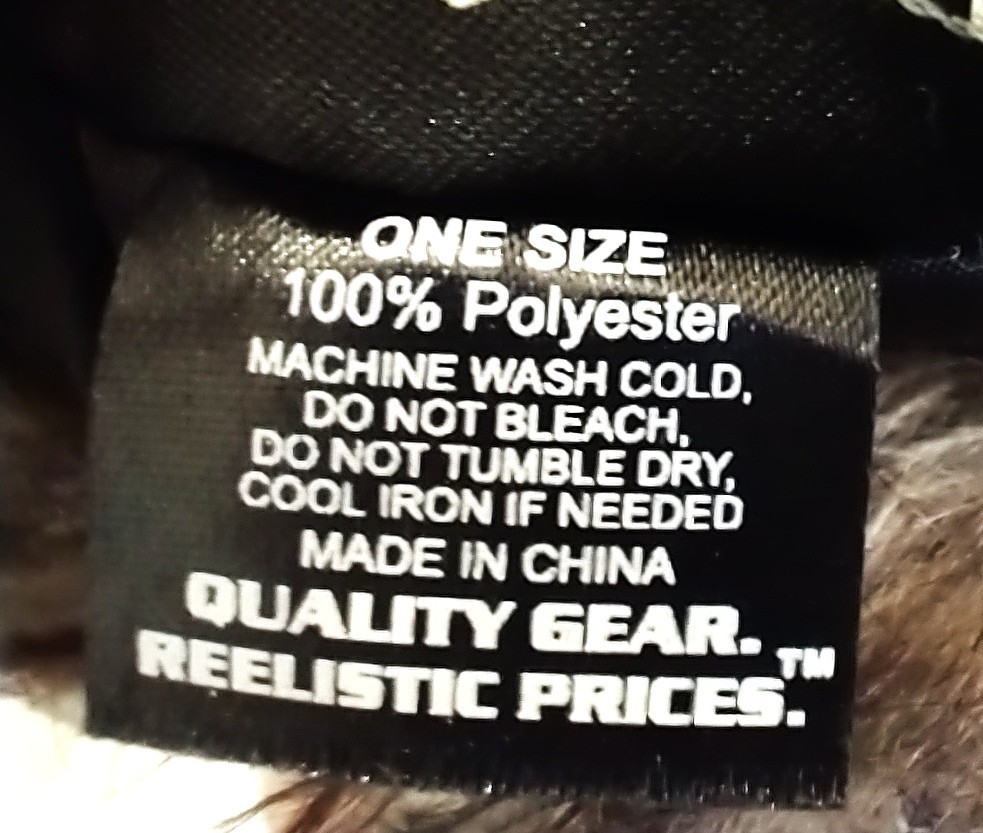 ONE SIZE
100% Polyester
MACHINE WASH COLD,
DO NOT BLEACH,
DO NOT TUMBLE DRY,
COOL IRON IF NEEDED
MADE IN CHINA
QUALITY GEAR.
REELISTIC PRICES.™